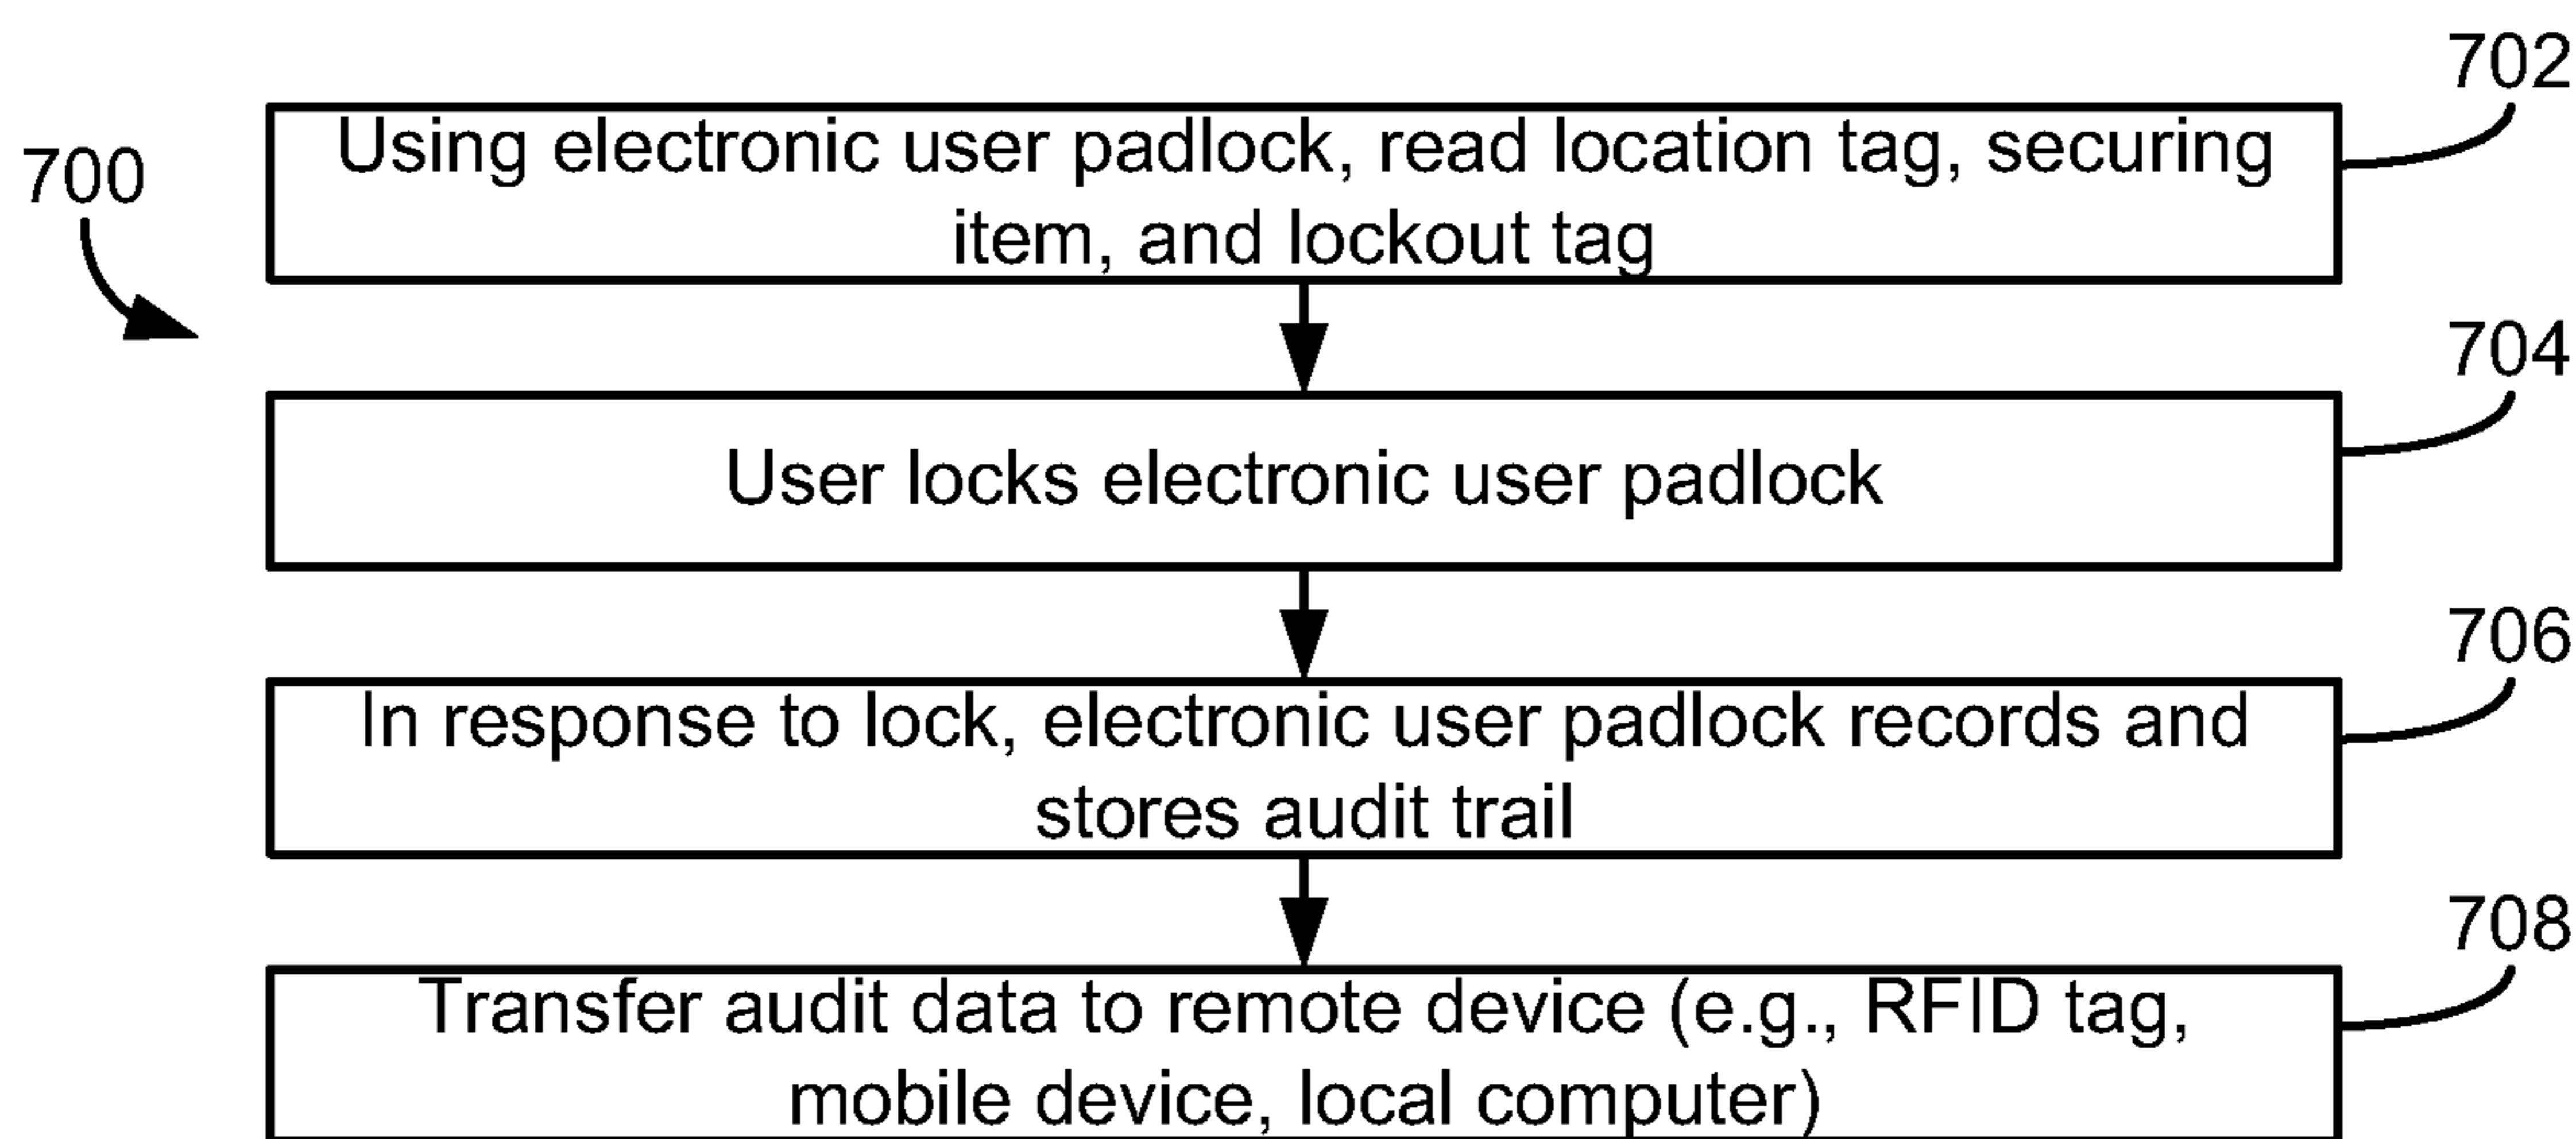 702
Using electronic user padlock, read location tag, securing
item, and lockout tag
700
704
User locks electronic user padlock
706
In response to lock, electronic user padlock records and
stores audit trail
708
Transfer audit data to remote device (e.g., RFID tag,
mobile device, local computer)